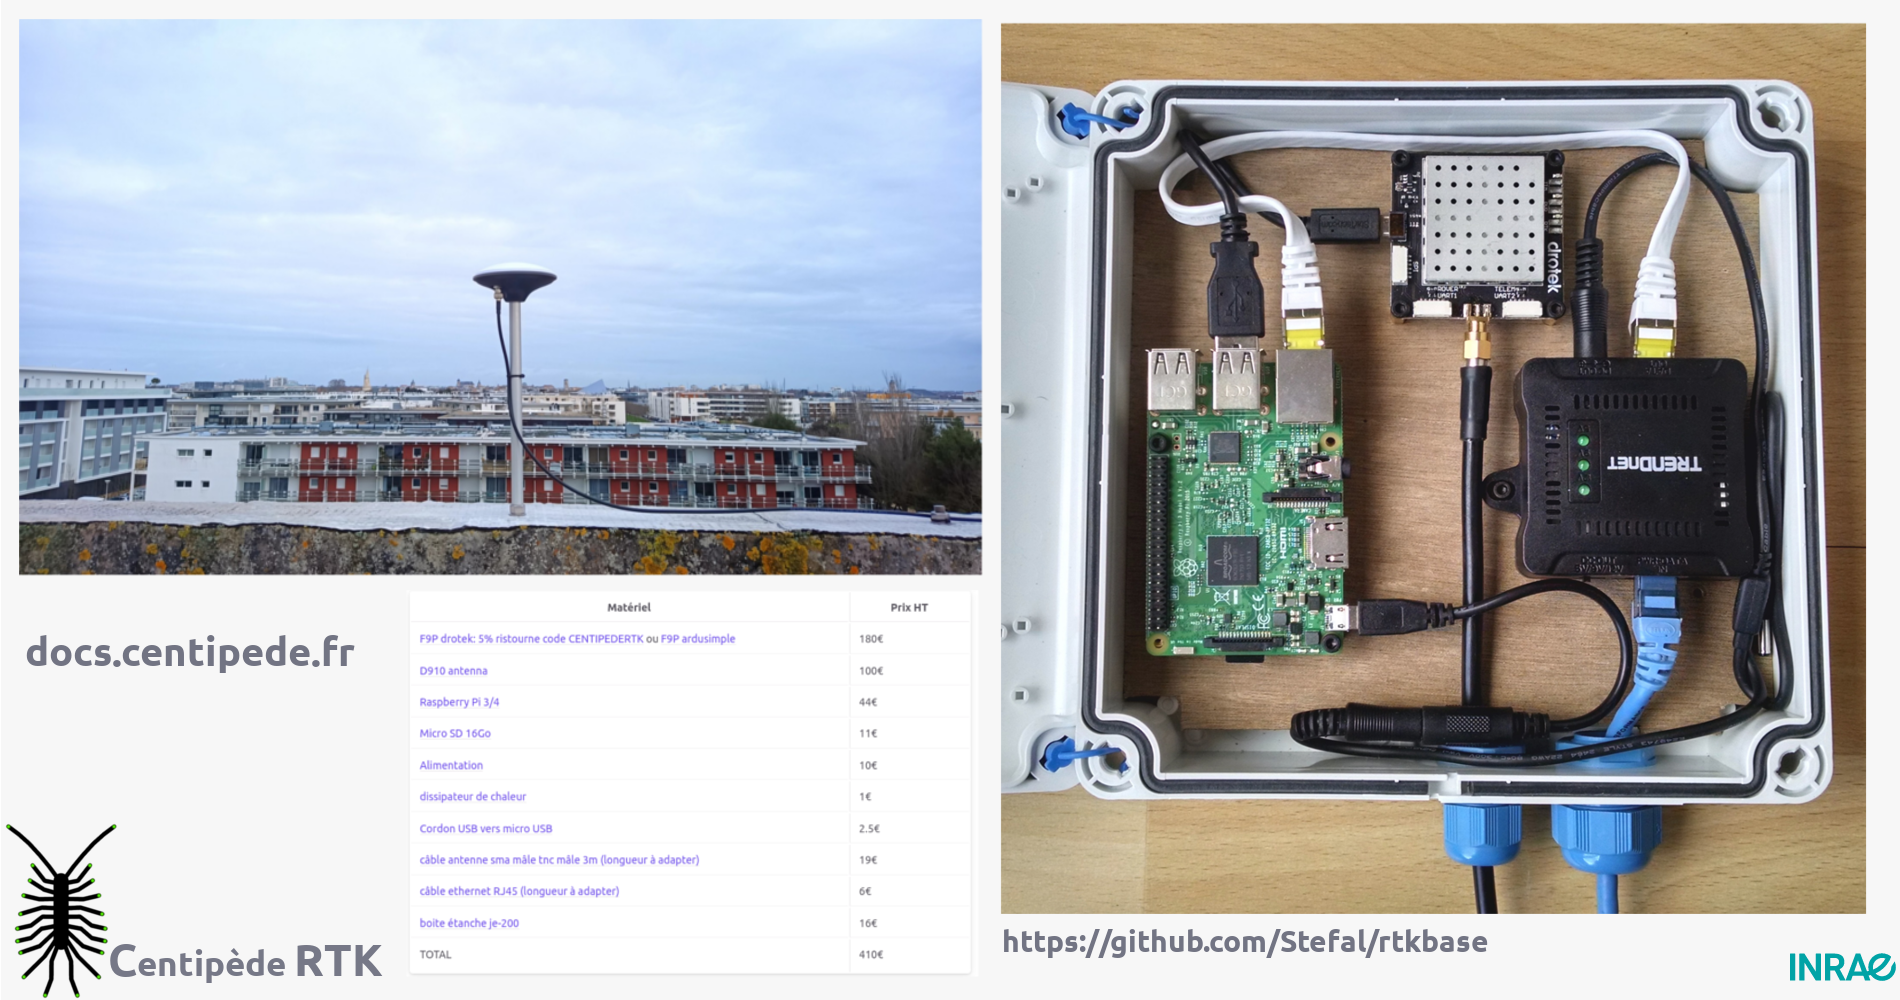 docs.centipede.fr
Matériel Prix HT
F9P drotek: 5% ristourne code CENTIPEDERTK ou F9P ardusimple 180€
D910 antenna 100€
Raspberry Pi 3/4 44€
Micro SD 16Go 11€
Alimentation 10€
dissipateur de chaleur 1€
Cordon USB vers micro USB 2.5€
câble antenne sma mâle tnc mâle 3m (longueur à adapter) 19€
câble ethernet RJ45 (longueur à adapter) 6€
boite étanche je-200 16€
TOTAL 410€
Centipède RTK
drotek
UART1
UART2
TRENDnET
HDMI
https://github.com/Stefal/rtkbase
INRAE